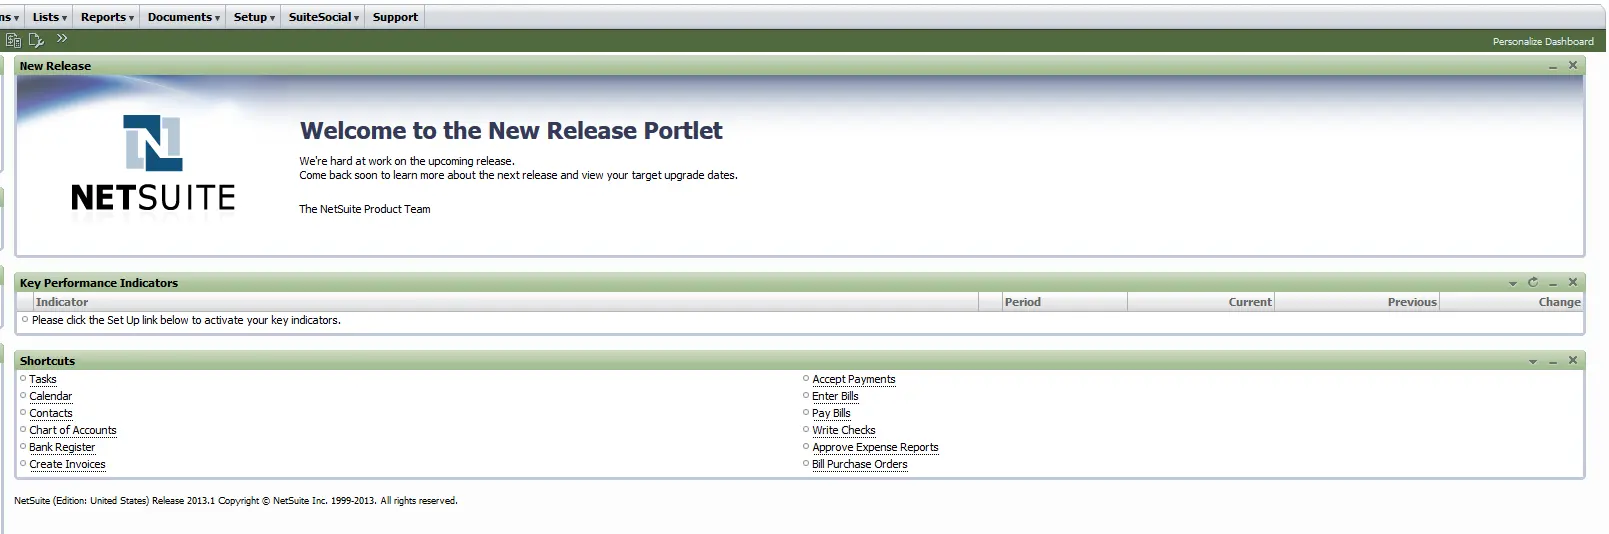 ns Lists Reports Documents Setup SuiteSocial Support
Personalize Dashboard
New Release
NETSUITE
Welcome to the New Release Portlet
We're hard at work on the upcoming release.
Come back soon to learn more about the next release and view your target upgrade dates.
The NetSuite Product Team
Key Performance Indicators
Indicator Period Current Previous Change
Please click the Set Up link below to activate your key indicators.
Shortcuts
Tasks Accept Payments
Calendar Enter Bills
Contacts Pay Bills
Chart of Accounts Write Checks
Bank Register Approve Expense Reports
Create Invoices Bill Purchase Orders
NetSuite (Edition: United States) Release 2013.1 Copyright © NetSuite Inc. 1999-2013. All rights reserved.